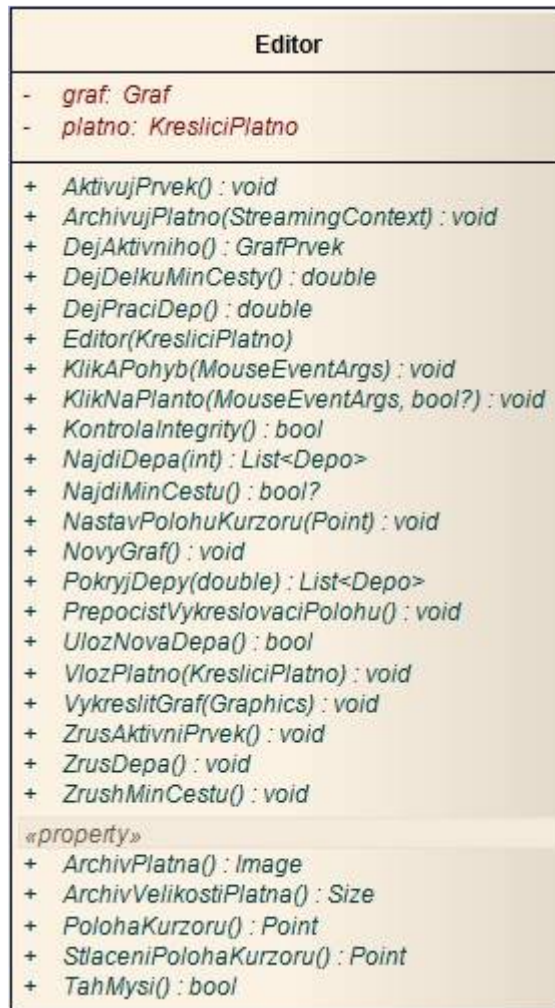 Editor
- graf: Graf
- platno: KresliciPlatno
+ AktivujPrvek() : void
+ ArchivujPlatno(StreamingContext) : void
+ DejAktivniho() : GrafPrvek
+ DejDelkuMinCesty() : double
+ DejPraciDep() : double
+ Editor(KresliciPlatno)
+ KlikAPohyb(MouseEventArgs) : void
+ KlikNaPlanto(MouseEventArgs, bool?) : void
+ KontrolaIntegrity() : bool
+ NajdiDepa(int) : List<Depo>
+ NajdiMinCestu() : bool?
+ NastavPolohuKurzoru(Point) : void
+ NovyGraf() : void
+ PokryjDepy(double) : List<Depo>
+ PrepocistVykreslovaciPolohu() : void
+ UlozNovaDepa() : bool
+ VlozPlatno(KresliciPlatno) : void
+ VykreslitGraf(Graphics) : void
+ ZrusAktivniPrvek() : void
+ ZrusDepa() : void
+ ZrushMinCestu() : void
«property»
+ ArchivPlatna() : Image
+ ArchivVelikostiPlatna() : Size
+ PolohaKurzoru() : Point
+ StlaceniPolohaKurzoru() : Point
+ TahMysi() : bool